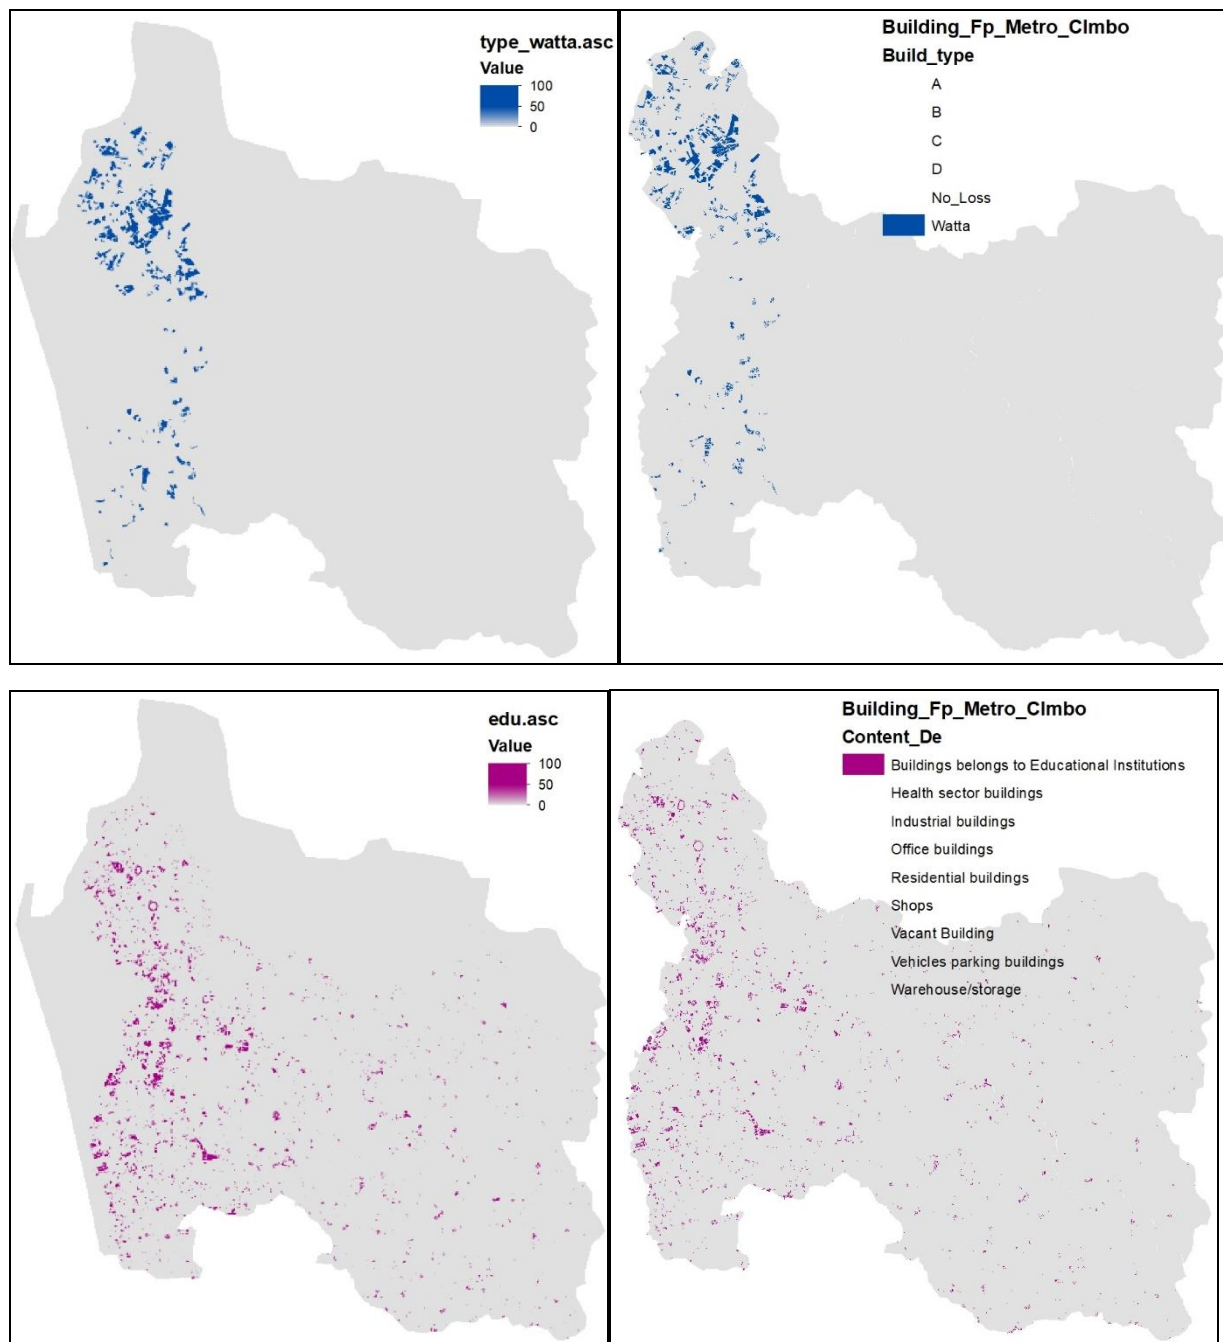 type_watta.asc
Value
100
50
0
Building_Fp_Metro_Clmbo
Build_type
A
B
C
D
No_Loss
Watta
edu.asc
Value
100
50
0
Building_Fp_Metro_Clmbo
Content_De
Buildings belongs to Educational Institutions
Health sector buildings
Industrial buildings
Office buildings
Residential buildings
Shops
Vacant Building
Vehicles parking buildings
Warehouse/storage